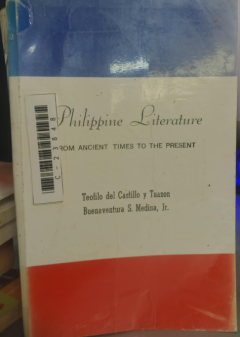 Philippine Literature
FROM ANCIENT TIMES TO THE PRESENT
Teofilo del Castillo y Tuazon
Buenaventura S. Medina, Jr.